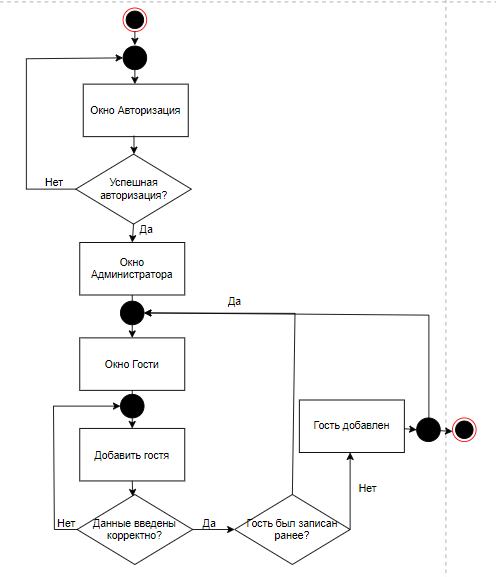 Окно Авторизация
Успешная
авторизация?
Нет
Да
Окно
Администратора
Да
Окно Гости
Добавить гостя
Гость добавлен
Данные введены
корректно?
Нет
Да
Гость был записан
ранее?
Нет